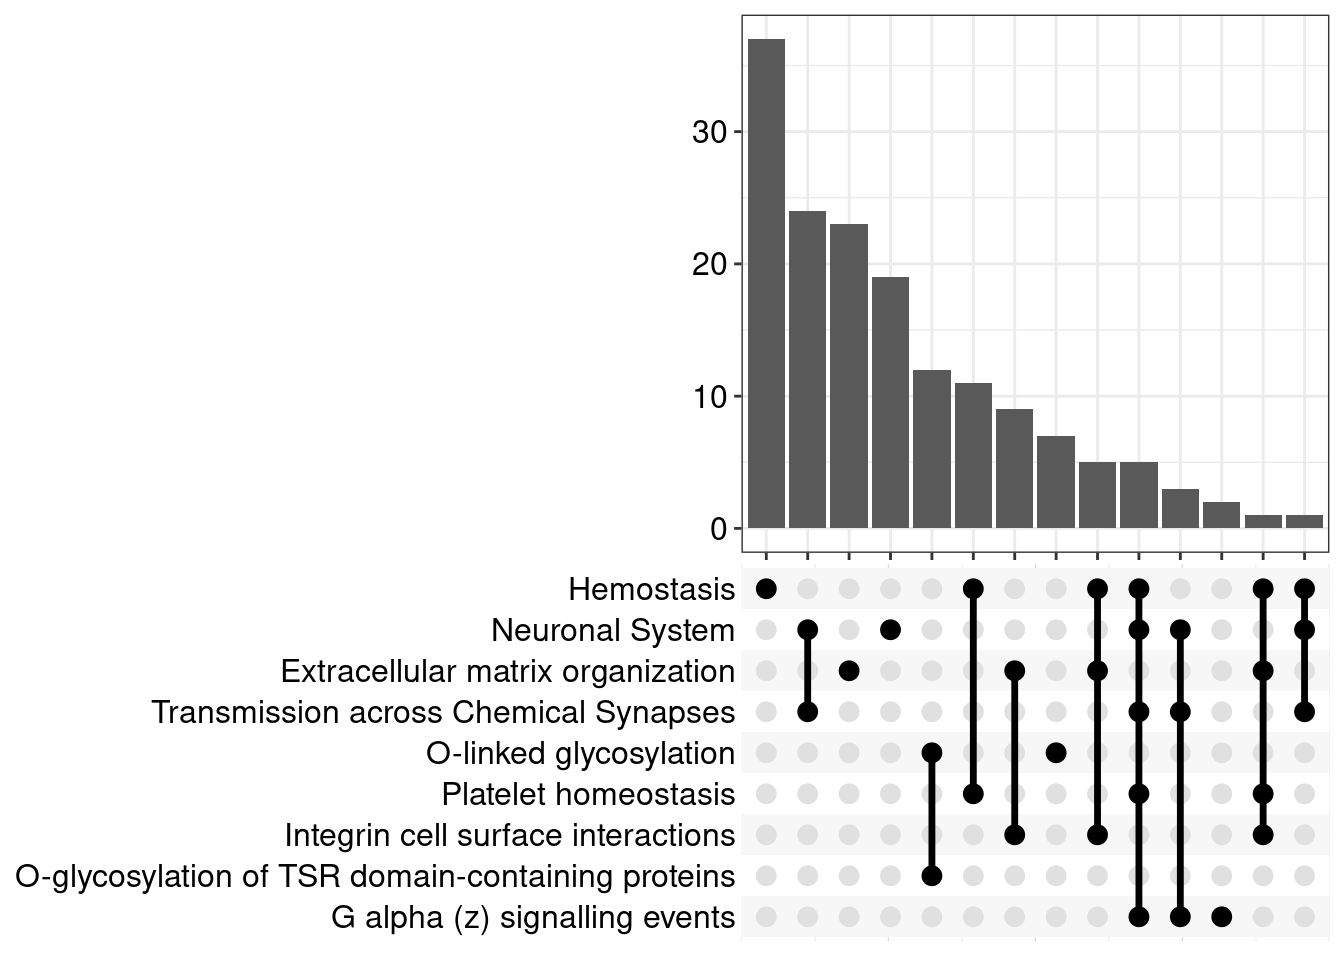 30
20
10
0
Hemostasis
Neuronal System
Extracellular matrix organization
Transmission across Chemical Synapses
O-linked glycosylation
Platelet homeostasis
Integrin cell surface interactions
O-glycosylation of TSR domain-containing proteins
G alpha (z) signalling events